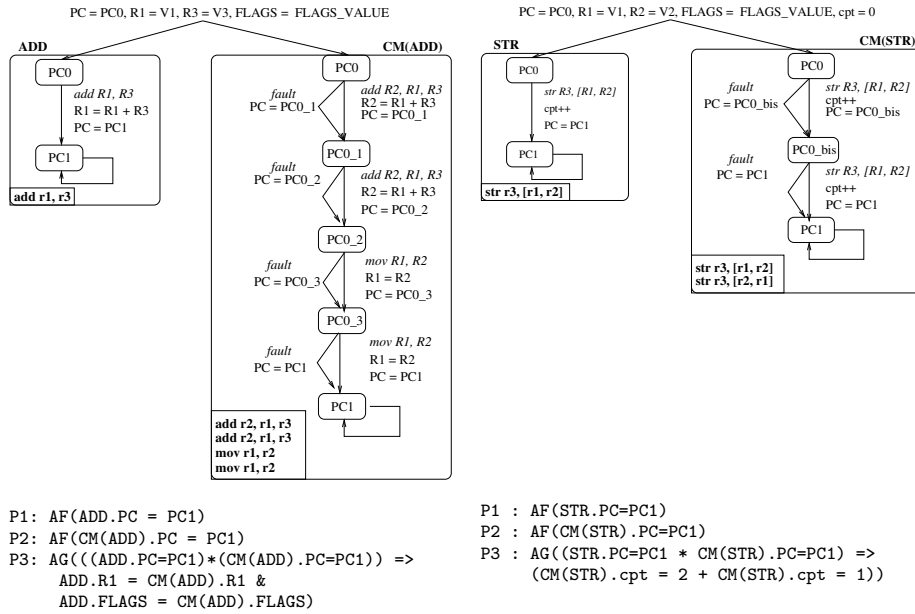 PC = PC0, R1 = V1, R3 = V3, FLAGS = FLAGS_VALUE
ADD
CM(ADD)
PC0
add R1, R3
R1 = R1 + R3
PC = PC1
PC1
add r1, r3
PC0
fault
PC = PC0_1
add R2, R1, R3
R2 = R1 + R3
PC = PC0_1
PC0_1
fault
PC = PC0_2
add R2, R1, R3
R2 = R1 + R3
PC = PC0_2
PC0_2
fault
PC = PC0_3
mov R1, R2
R1 = R2
PC = PC0_3
PC0_3
fault
PC = PC1
mov R1, R2
R1 = R2
PC = PC1
PC1
add r2, r1, r3
add r2, r1, r3
mov r1, r2
mov r1, r2
P1: AF(ADD.PC = PC1)
P2: AF(CM(ADD).PC = PC1)
P3: AG(((ADD.PC=PC1)*(CM(ADD).PC=PC1)) =>
ADD.R1 = CM(ADD).R1 &
ADD.FLAGS = CM(ADD).FLAGS)
PC = PC0, R1 = V1, R2 = V2, FLAGS = FLAGS_VALUE, cpt = 0
STR
CM(STR)
PC0
str R3, [R1, R2]
cpt++
PC = PC1
PC1
str r3, [r1, r2]
PC0
fault
PC = PC0_bis
str R3, [R1, R2]
cpt++
PC = PC0_bis
PC0_bis
fault
PC = PC1
str R3, [R1, R2]
cpt++
PC = PC1
PC1
str r3, [r1, r2]
str r3, [r2, r1]
P1 : AF(STR.PC=PC1)
P2 : AF(CM(STR).PC=PC1)
P3 : AG((STR.PC=PC1 * CM(STR).PC=PC1) =>
(CM(STR).cpt = 2 + CM(STR).cpt = 1))